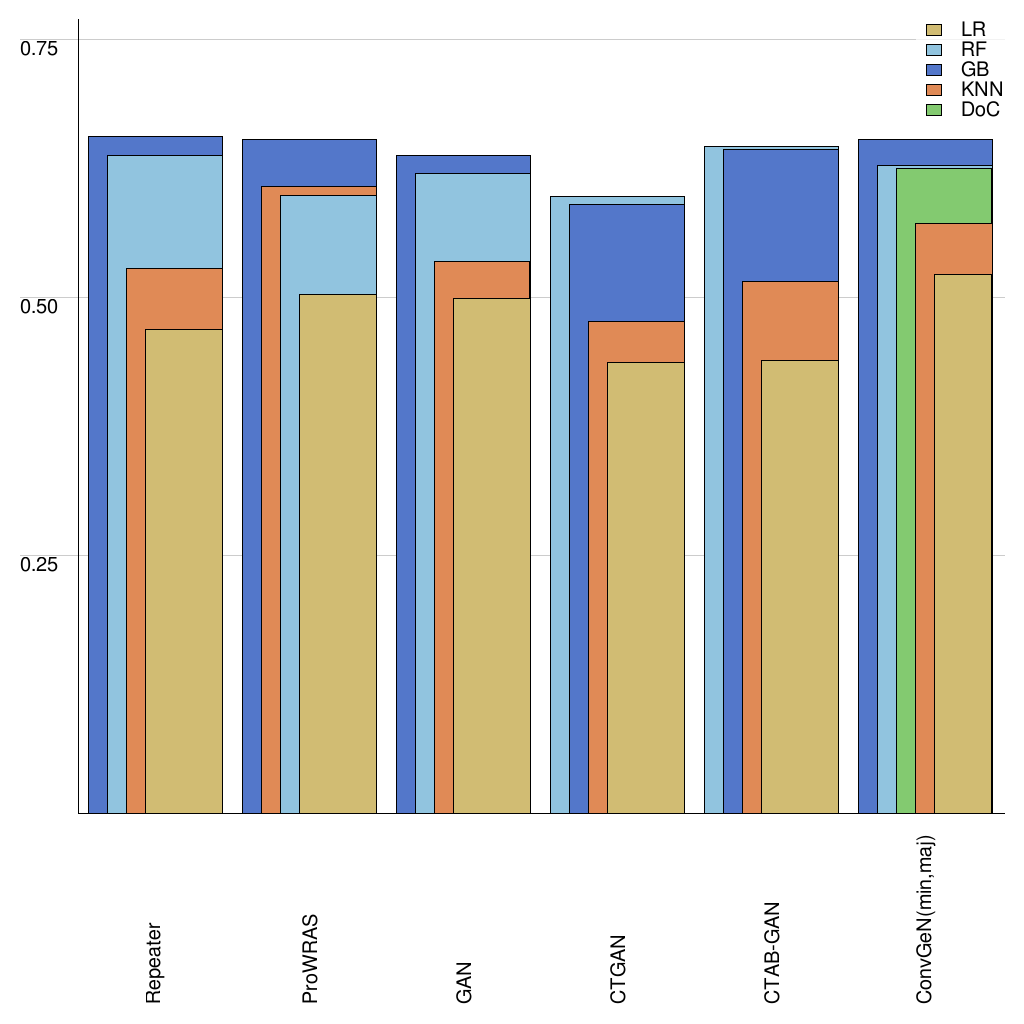 0.75
0.50
0.25
LR
RF
GB
KNN
DoC
Repeater
ProWRAS
GAN
CTGAN
CTAB-GAN
ConvGeN(min,maj)